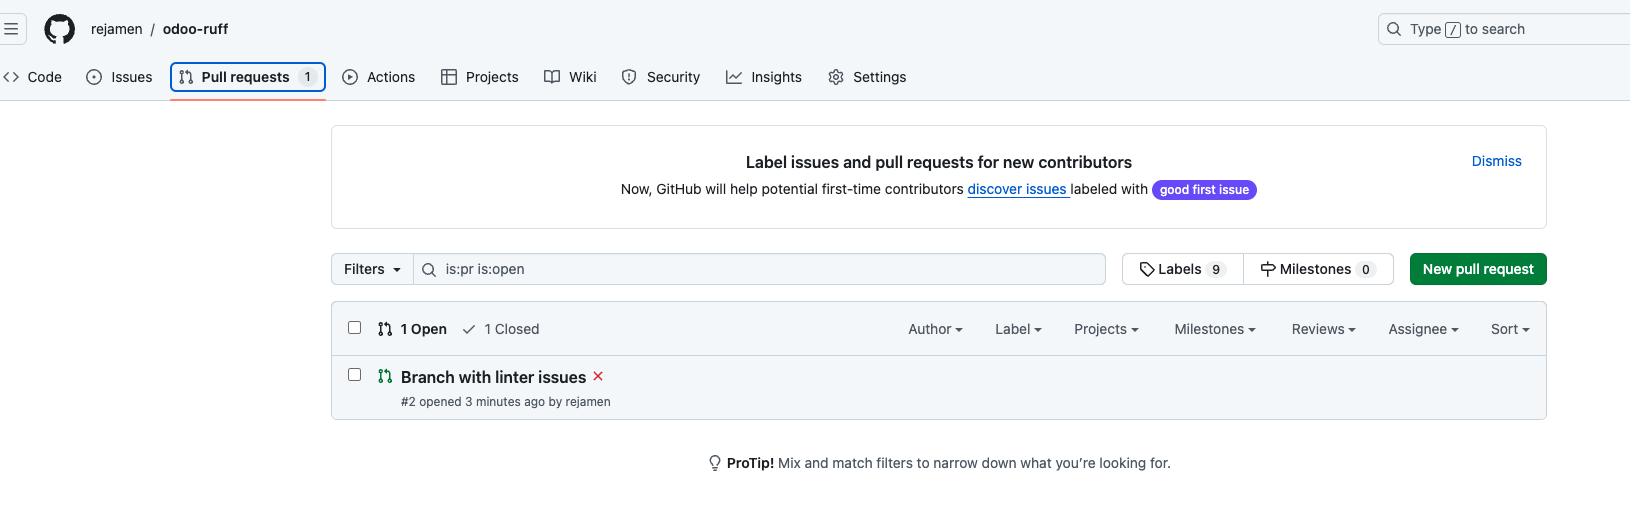 rejamen / odoo-ruff
Type / to search
Code Issues Pull requests 1 Actions Projects Wiki Security Insights Settings
Label issues and pull requests for new contributors
Dismiss
Now, GitHub will help potential first-time contributors discover issues labeled with good first issue
Filters is:pr is:open Labels 9 Milestones 0 New pull request
1 Open 1 Closed Author Label Projects Milestones Reviews Assignee Sort
Branch with linter issues
#2 opened 3 minutes ago by rejamen
ProTip! Mix and match filters to narrow down what you’re looking for.